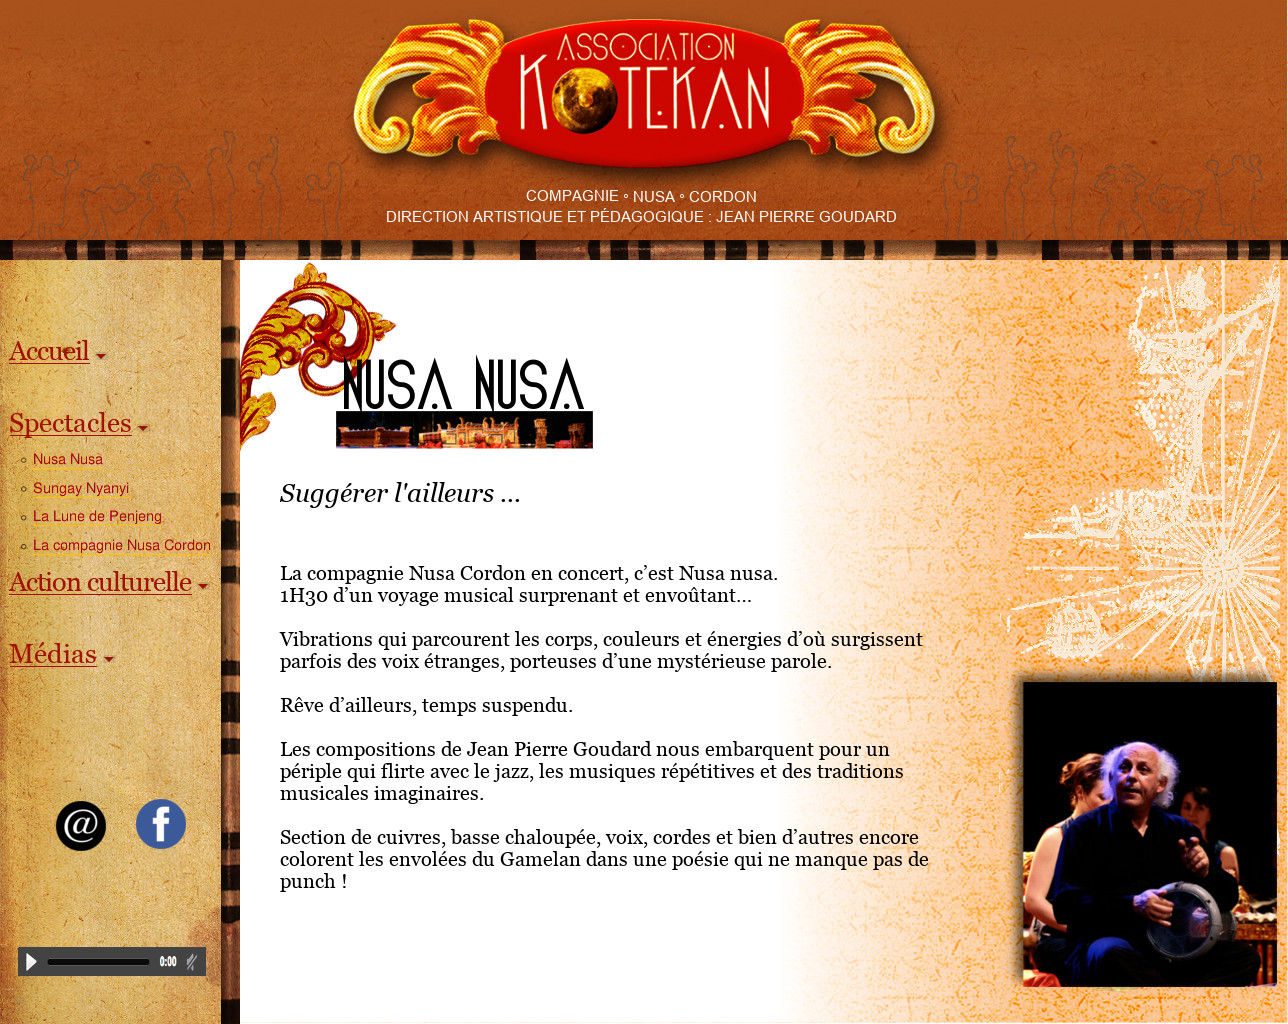 ASSOCIATION
KOTEKAN
COMPAGNIE ° NUSA ° CORDON
DIRECTION ARTISTIQUE ET PÉDAGOGIQUE : JEAN PIERRE GOUDARD
Accueil
Spectacles
Nusa Nusa
Sungay Nyanyi
La Lune de Penjeng
La compagnie Nusa Cordon
Action culturelle
Médias
@ f
0:00
NUSA NUSA
Suggérer l'ailleurs ...
La compagnie Nusa Cordon en concert, c’est Nusa nusa.
1H30 d’un voyage musical surprenant et envoûtant...
Vibrations qui parcourent les corps, couleurs et énergies d’où surgissent
parfois des voix étranges, porteuses d’une mystérieuse parole.
Rêve d’ailleurs, temps suspendu.
Les compositions de Jean Pierre Goudard nous embarquent pour un
périple qui flirte avec le jazz, les musiques répétitives et des traditions
musicales imaginaires.
Section de cuivres, basse chaloupée, voix, cordes et bien d’autres encore
colorent les envolées du Gamelan dans une poésie qui ne manque pas de
punch !